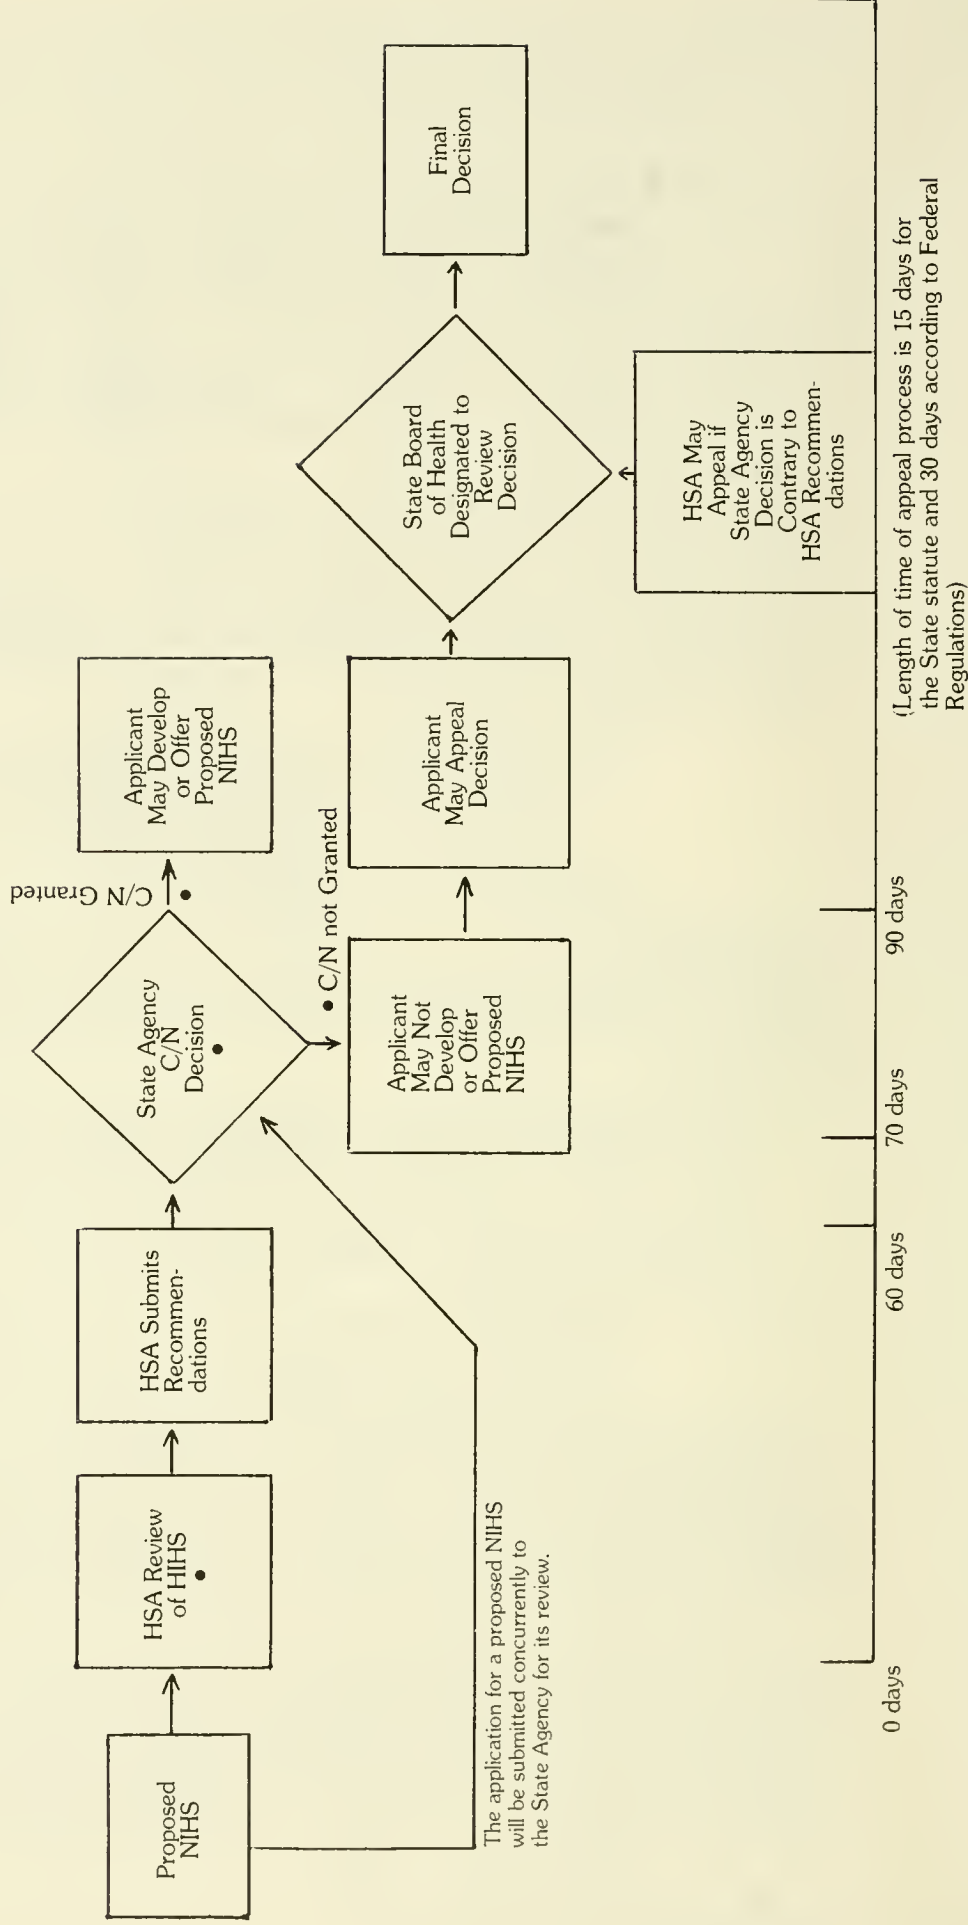 Proposed
NIHS
HSA Review
of HIHS
•
HSA Submits
Recommen-
dations
State Agency
C/N
Decision
•
C/N Granted
•
Applicant
May Develop
or Offer
Proposed
NIHS
• C/N not Granted
Applicant
May Not
Develop
or Offer
Proposed
NIHS
Applicant
May Appeal
Decision
State Board
of Health
Designated to
Review
Decision
Final
Decision
HSA May
Appeal if
State Agency
Decision is
Contrary to
HSA Recommen-
dations
The application for a proposed NIHS
will be submitted concurrently to
the State Agency for its review.
0 days
60 days
70 days
90 days
(Length of time of appeal process is 15 days for
the State statute and 30 days according to Federal
Regulations)